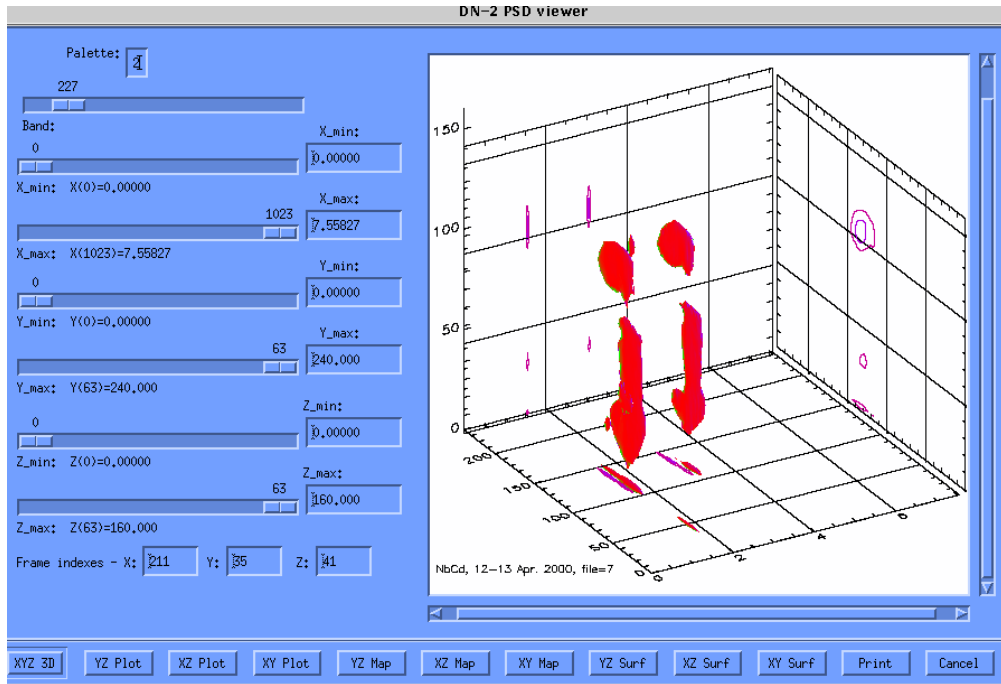 DN-2 PSD viewer
Palette:
2
227
Band:
0
X_min: X(0)=0.00000
X_min:
0.00000
1023
X_max: X(1023)=7.55827
X_max:
7.55827
0
Y_min: Y(0)=0.00000
Y_min:
0.00000
63
Y_max: Y(63)=240.000
Y_max:
240.000
0
Z_min: Z(0)=0.00000
Z_min:
0.00000
63
Z_max: Z(63)=160.000
Z_max:
160.000
Frame indexes - X: 211 Y: 35 Z: 41
150
100
50
0
200
150
100
50
0
0
2
4
6
NbCd, 12-13 Apr. 2000, file=7
XYZ 3D YZ Plot XZ Plot XY Plot YZ Map XZ Map XY Map YZ Surf XZ Surf XY Surf Print Cancel